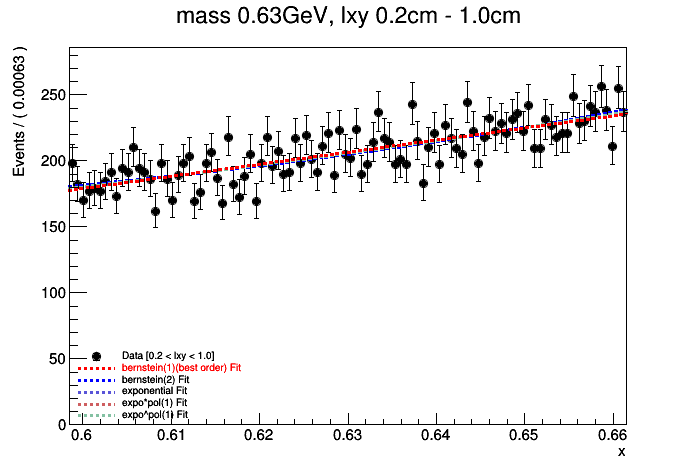 mass 0.63GeV, lxy 0.2cm - 1.0cm
Events / ( 0.00063 )
250
200
150
100
50
0
Data [0.2 < lxy < 1.0]
bernstein(1)(best order) Fit
bernstein(2) Fit
exponential Fit
expo*pol(1) Fit
expo^pol(1) Fit
0.6 0.61 0.62 0.63 0.64 0.65 0.66
x